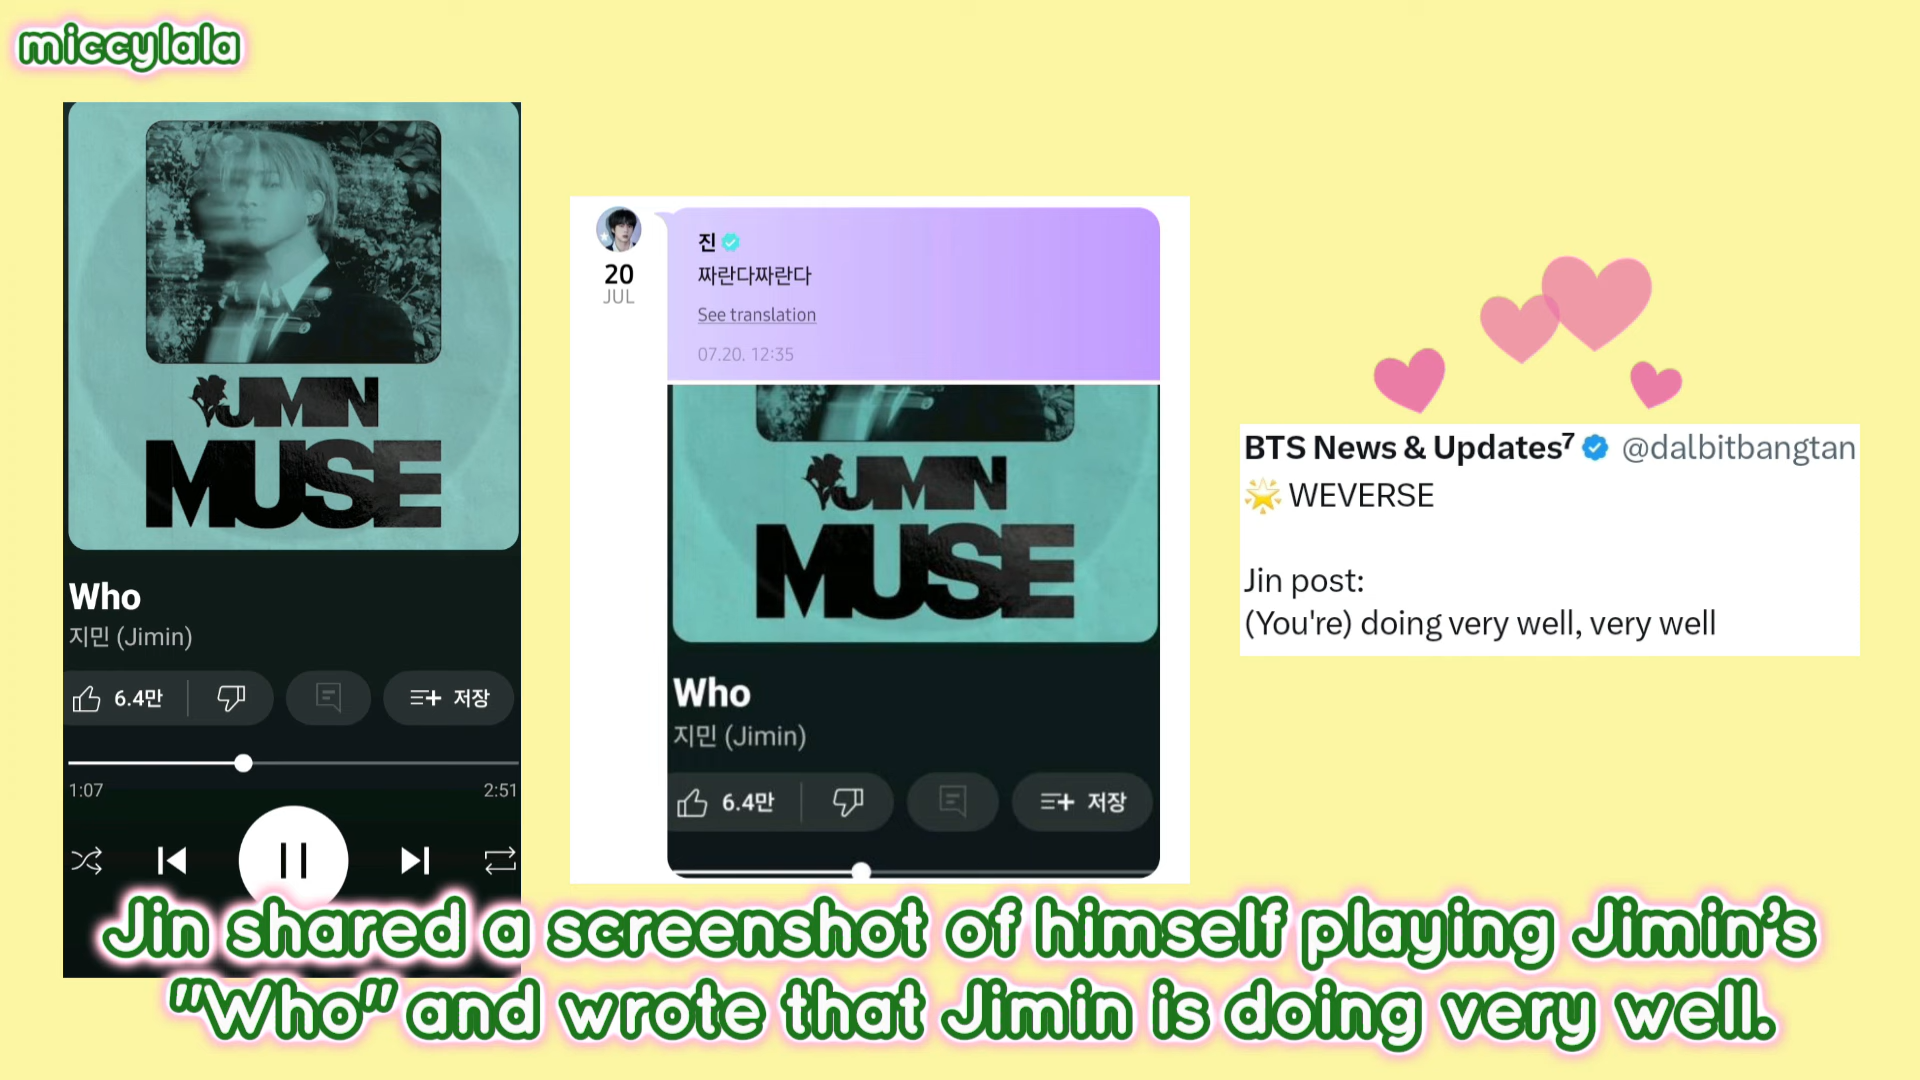 miccylala
JIMIN
MUSE
Who
지민 (Jimin)
6.4만
저장
1:07
2:51
20
JUL
진
짜란다짜란다
See translation
07.20. 12:35
JIMIN
MUSE
Who
지민 (Jimin)
6.4만
저장
BTS News & Updates⁷ @dalbitbangtan
🌟 WEVERSE
Jin post:
(You're) doing very well, very well
Jin shared a screenshot of himself playing Jimin's
"Who" and wrote that Jimin is doing very well.